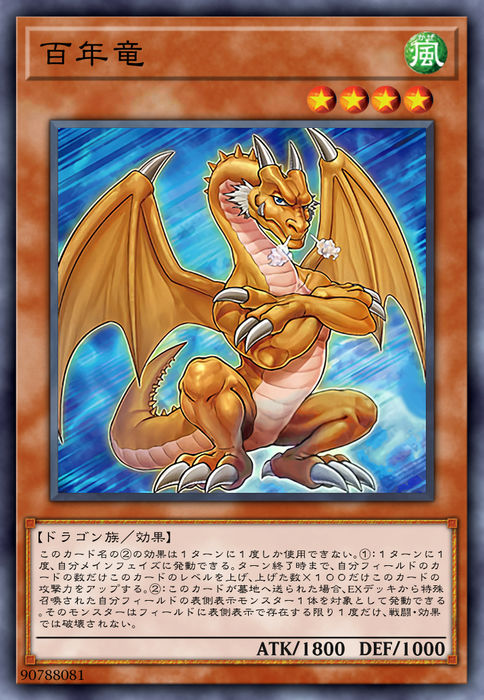 百年竜
風
【ドラゴン族／効果】
このカード名の②の効果は１ターンに１度しか使用できない。①：１ターンに１
度、自分メインフェイズに発動できる。ターン終了時まで、自分フィールドのカ
ードの数だけこのカードのレベルを上げ、上げた数×１００だけこのカードの
攻撃力をアップする。②：このカードが墓地へ送られた場合、EXデッキから特殊
召喚された自分フィールドの表側表示モンスター１体を対象として発動できる
。そのモンスターはフィールドに表側表示で存在する限り１度だけ、戦闘・効果
では破壊されない。
ATK/1800 DEF/1000
90788081